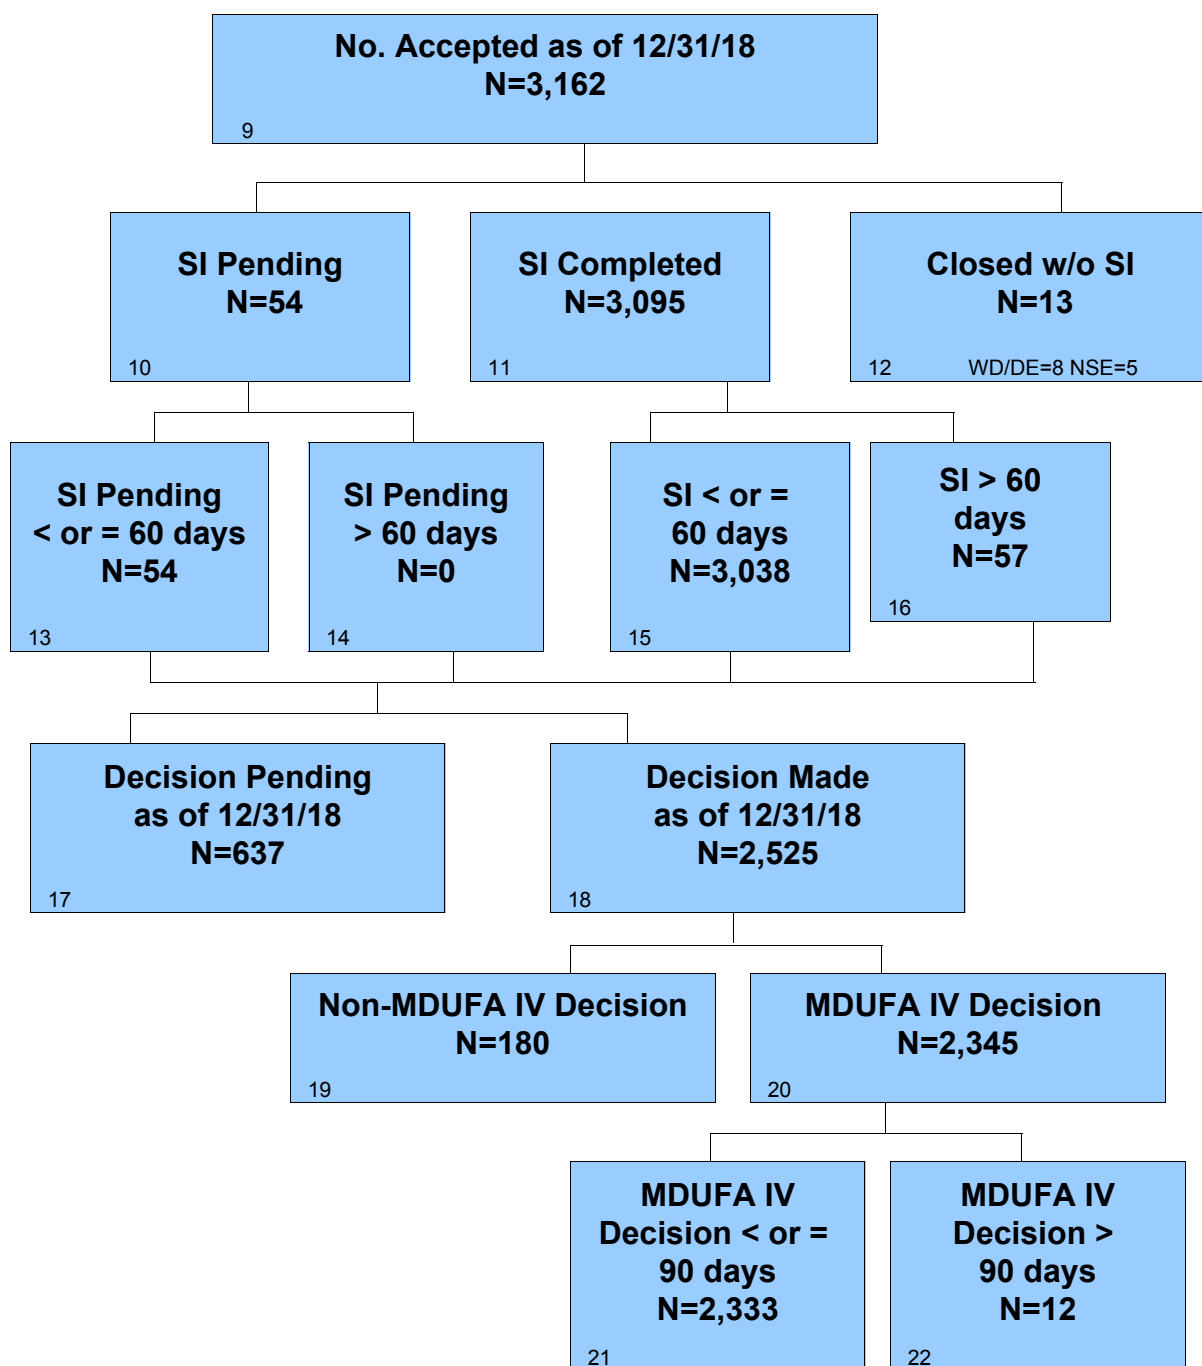 No. Accepted as of 12/31/18
N=3,162
9
SI Pending
N=54
10
SI Completed
N=3,095
11
Closed w/o SI
N=13
12 WD/DE=8 NSE=5
SI Pending
< or = 60 days
N=54
13
SI Pending
> 60 days
N=0
14
SI < or =
60 days
N=3,038
15
SI > 60
days
N=57
16
Decision Pending
as of 12/31/18
N=637
17
Decision Made
as of 12/31/18
N=2,525
18
Non-MDUFA IV Decision
N=180
19
MDUFA IV Decision
N=2,345
20
MDUFA IV
Decision < or =
90 days
N=2,333
21
MDUFA IV
Decision >
90 days
N=12
22